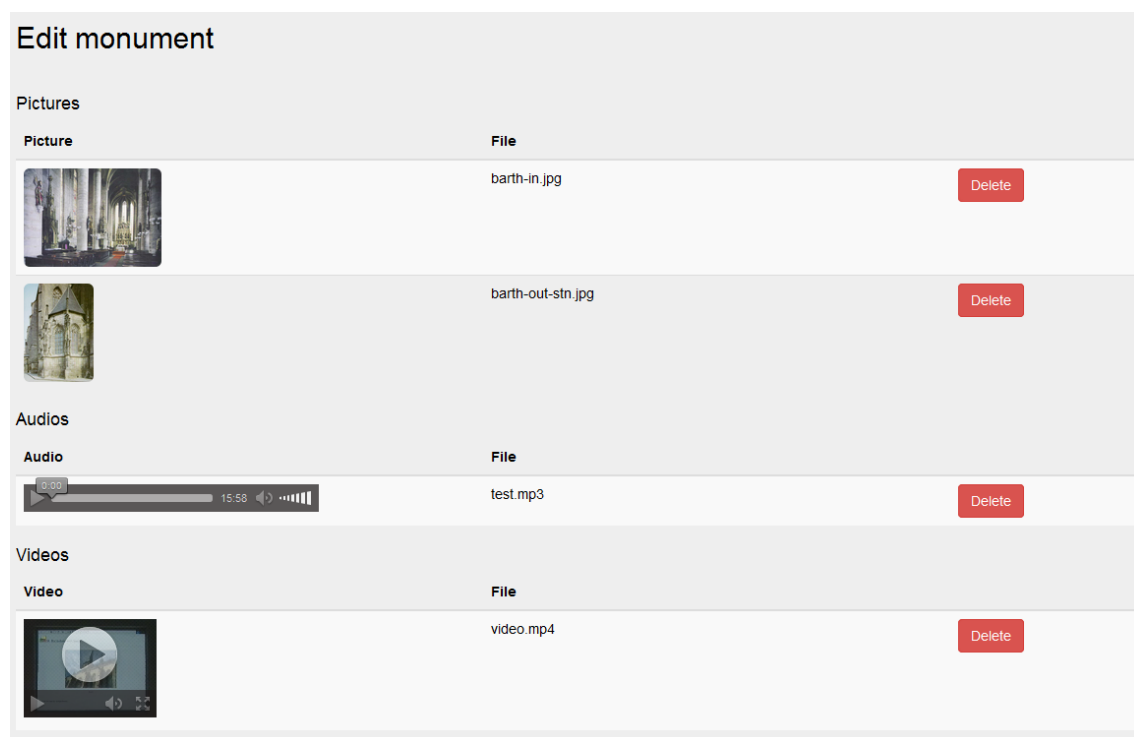 Edit monument
Pictures
Picture File
barth-in.jpg Delete
barth-out-stn.jpg Delete
Audios
Audio File
0:00 15:58 test.mp3 Delete
Videos
Video File
video.mp4 Delete